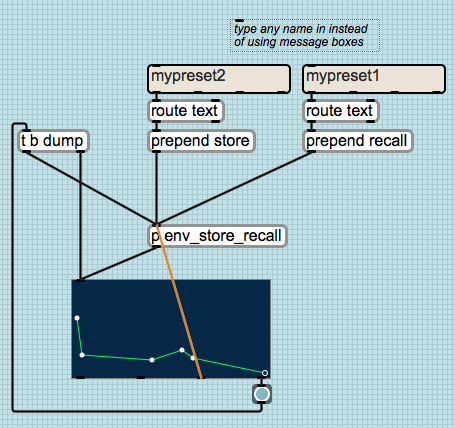 type any name in instead
of using message boxes
mypreset2
mypreset1
route text
route text
t b dump
prepend store
prepend recall
p env_store_recall